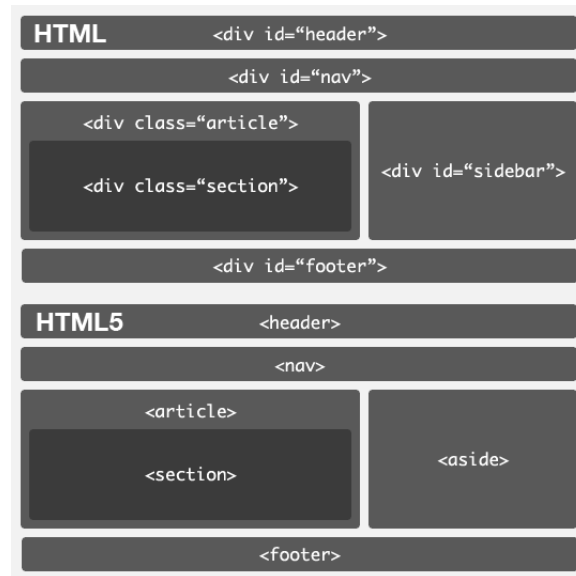 HTML <div id=“header”>
<div id=“nav”>
<div class=“article”>
<div class=“section”>
<div id=“sidebar”>
<div id=“footer”>
HTML5 <header>
<nav>
<article>
<section>
<aside>
<footer>